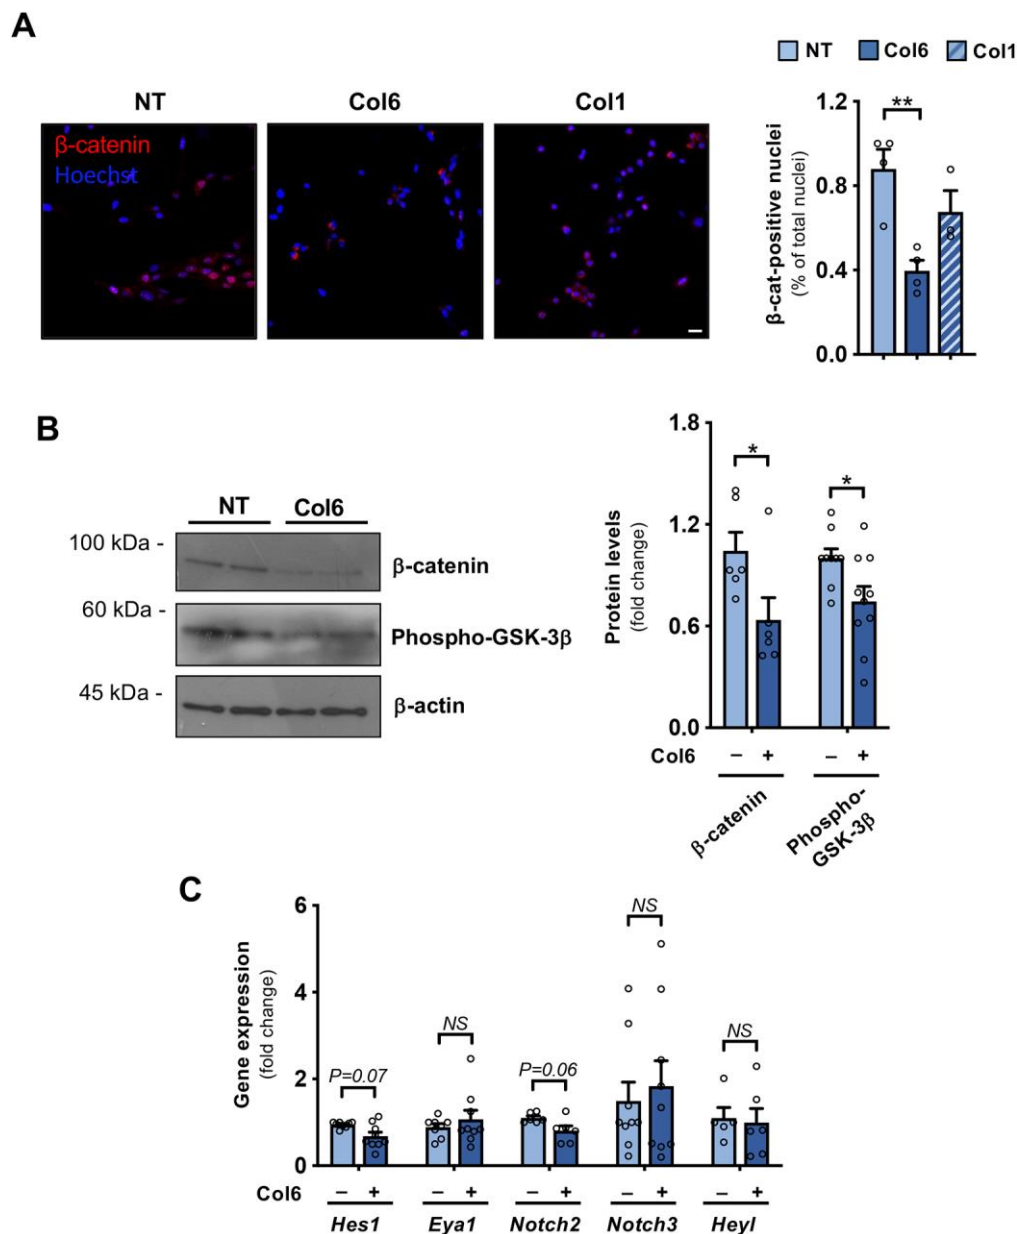 A
NT
Col6
Col1
NT
Col6
Col1
β-catenin
Hoechst
β-cat-positive nuclei
(% of total nuclei)
1.2
0.8
0.4
0.0
**
B
NT
Col6
100 kDa -
β-catenin
60 kDa -
Phospho-GSK-3β
45 kDa -
β-actin
Protein levels
(fold change)
1.8
1.2
0.6
0.0
*
*
Col6
– + – +
β-catenin
Phospho-
GSK-3β
C
Gene expression
(fold change)
6
4
2
0
P=0.07
NS
P=0.06
NS
NS
Col6 – + – + – + – + – +
Hes1 Eya1 Notch2 Notch3 Heyl